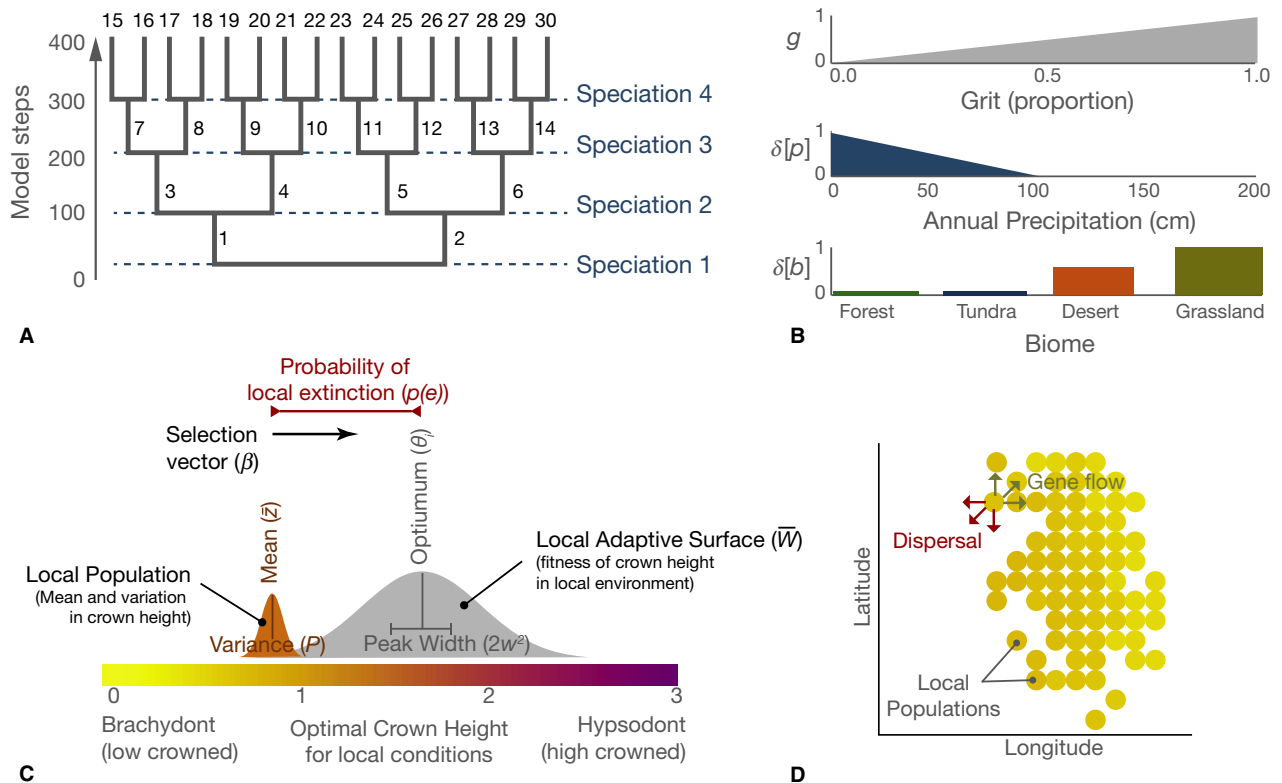 15 16 17 18 19 20 21 22 23 24 25 26 27 28 29 30
400
300
200
100
0
Model steps
Speciation 4
7 8 9 10 11 12 13 14
Speciation 3
3 4 5 6
Speciation 2
1 2
Speciation 1
A
g
1
0
0.0 0.5 1.0
Grit (proportion)
δ[p]
1
0
0 50 100 150 200
Annual Precipitation (cm)
δ[b]
1
0
Forest Tundra Desert Grassland
Biome
B
Probability of
local extinction (p(e))
Selection
vector (β)
Mean (z̄)
Optiumum (θᵢ)
Local Population
(Mean and variation
in crown height)
Local Adaptive Surface (W̅)
(fitness of crown height
in local environment)
Variance (P)
Peak Width (2w²)
0 1 2 3
Brachydont
(low crowned)
Optimal Crown Height
for local conditions
Hypsodont
(high crowned)
C
Latitude
Gene flow
Dispersal
Local
Populations
Longitude
D